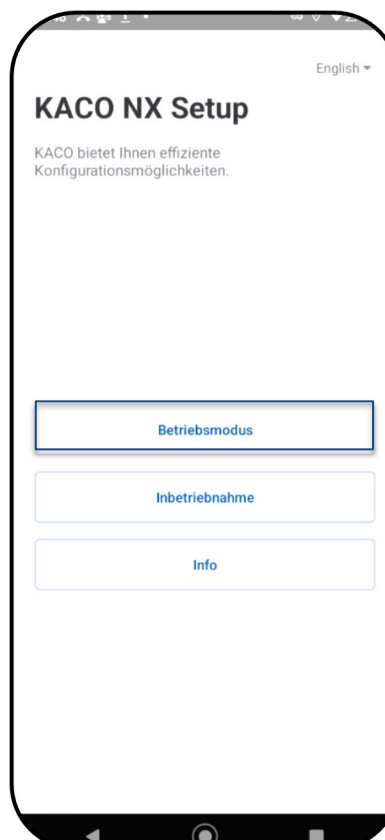 English
KACO NX Setup
KACO bietet Ihnen effiziente
Konfigurationsmöglichkeiten.
Betriebsmodus
Inbetriebnahme
Info